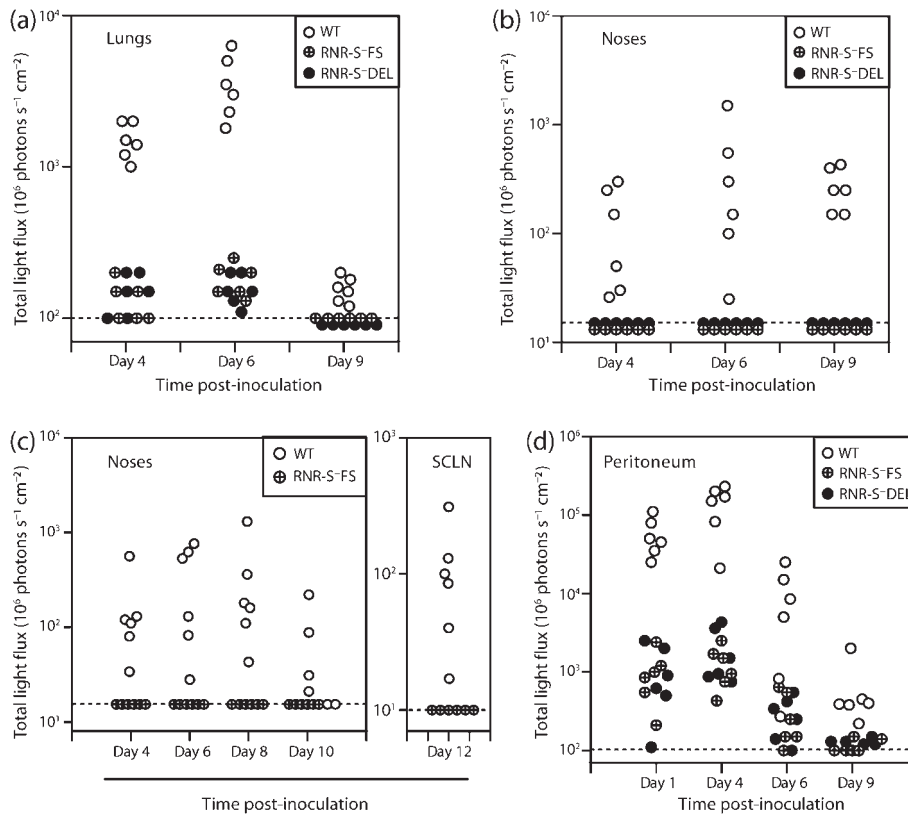 (a)
Lungs
WT
RNR-S⁻FS
RNR-S⁻DEL
Total light flux (10⁶ photons s⁻¹ cm⁻²)
10⁴
10³
10²
Day 4 Day 6 Day 9
Time post-inoculation
(b)
Noses
WT
RNR-S⁻FS
RNR-S⁻DEL
Total light flux (10⁶ photons s⁻¹ cm⁻²)
10⁴
10³
10²
10¹
Day 4 Day 6 Day 9
Time post-inoculation
(c)
Noses
WT
RNR-S⁻FS
Total light flux (10⁶ photons s⁻¹ cm⁻²)
10⁴
10³
10²
10¹
Day 4 Day 6 Day 8 Day 10
SCLN
10³
10²
10¹
Day 12
Time post-inoculation
(d)
Peritoneum
WT
RNR-S⁻FS
RNR-S⁻DEL
Total light flux (10⁶ photons s⁻¹ cm⁻²)
10⁶
10⁵
10⁴
10³
10²
Day 1 Day 4 Day 6 Day 9
Time post-inoculation